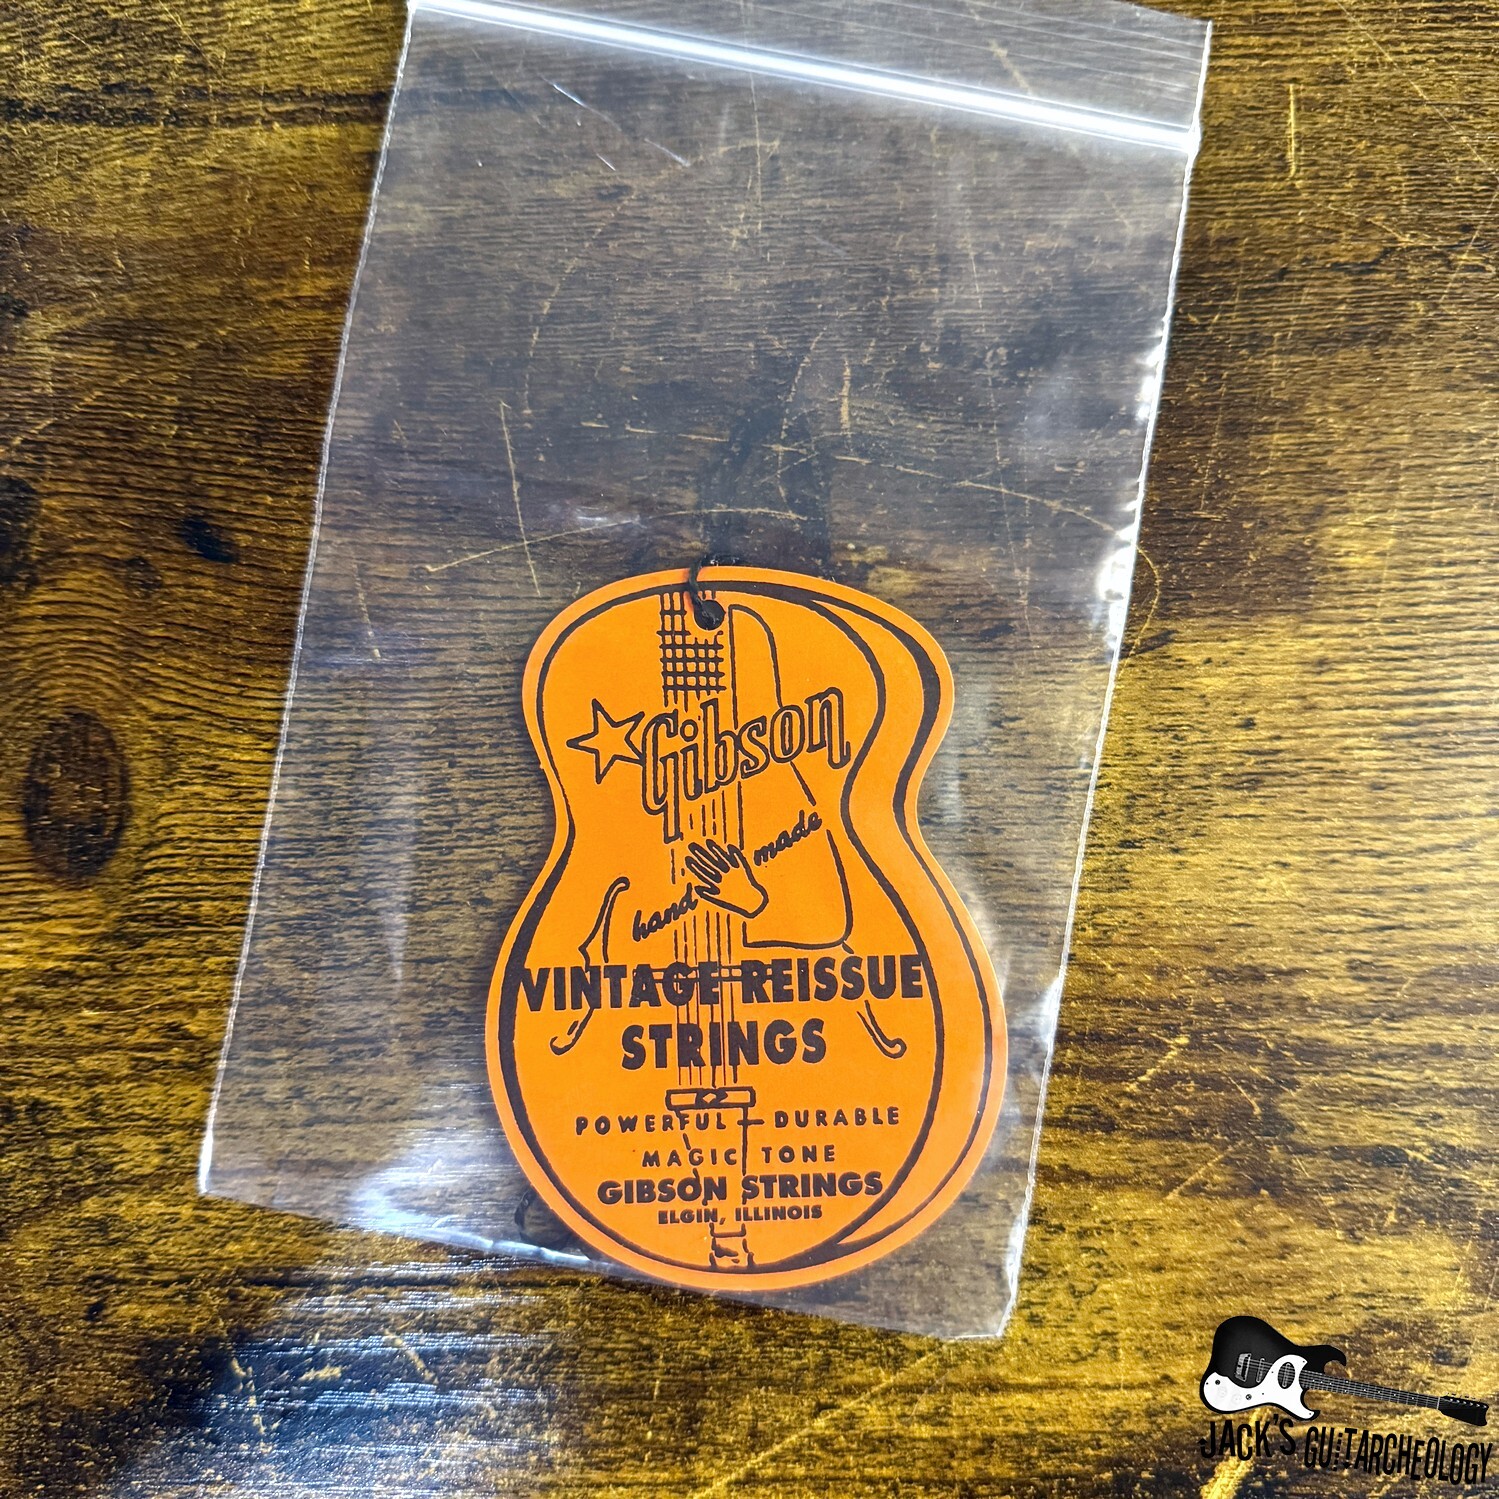 Gibson
hand made
VINTAGE REISSUE
STRINGS
POWERFUL - DURABLE
MAGIC TONE
GIBSON STRINGS
ELGIN, ILLINOIS
JACK'S GUITARCHEOLOGY